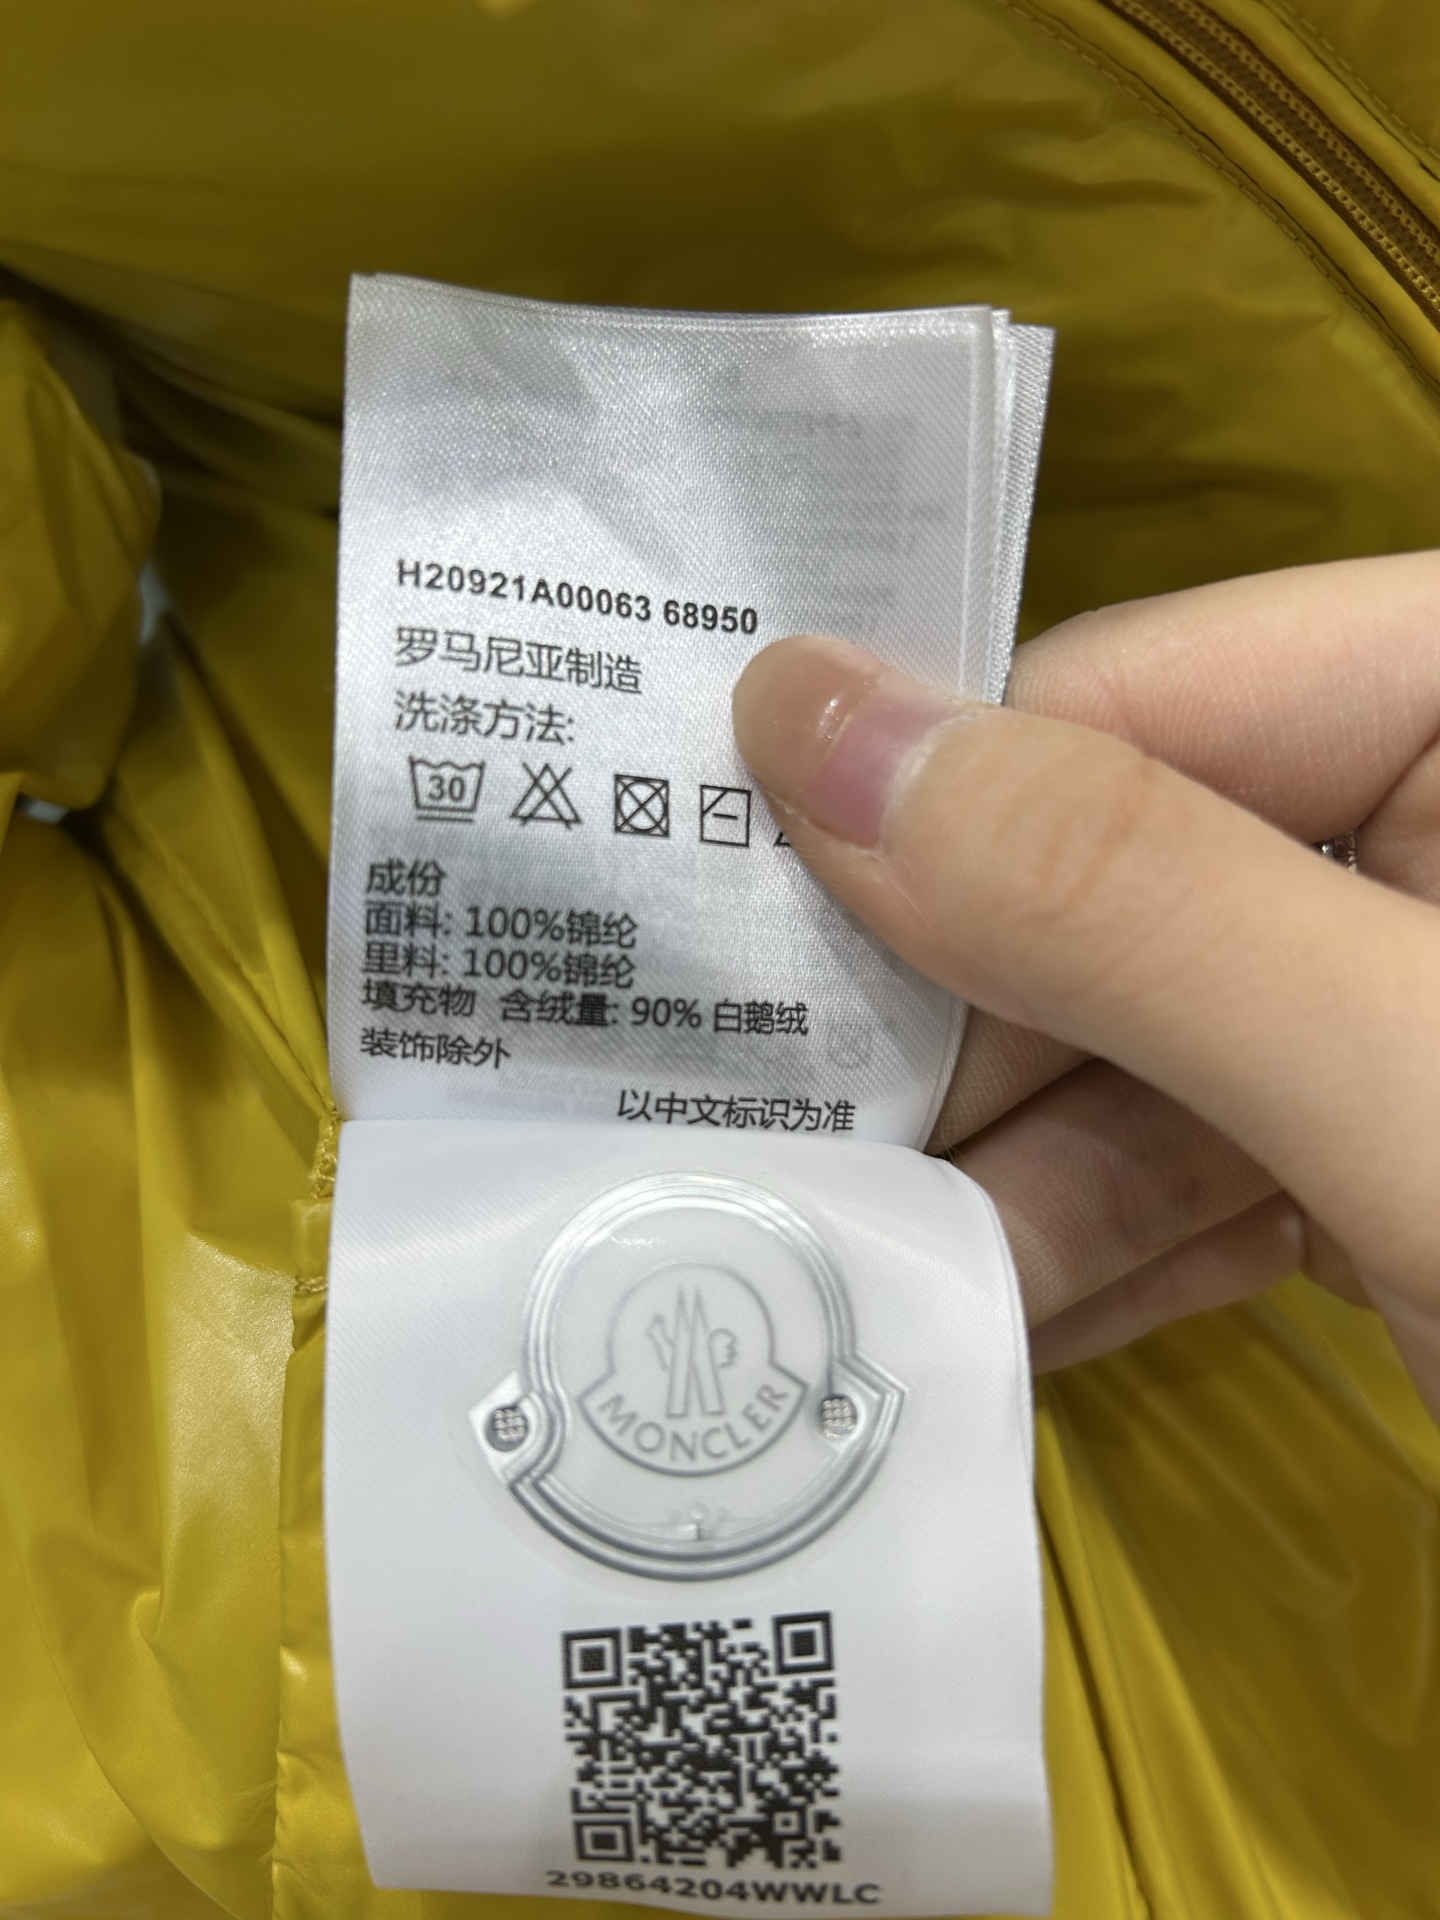 H20921A00063 68950
罗马尼亚制造
洗涤方法:
30
成份
面料: 100%锦纶
里料: 100%锦纶
填充物 含绒量: 90% 白鹅绒
装饰除外
以中文标识为准
MONCLER
29864204WWLC